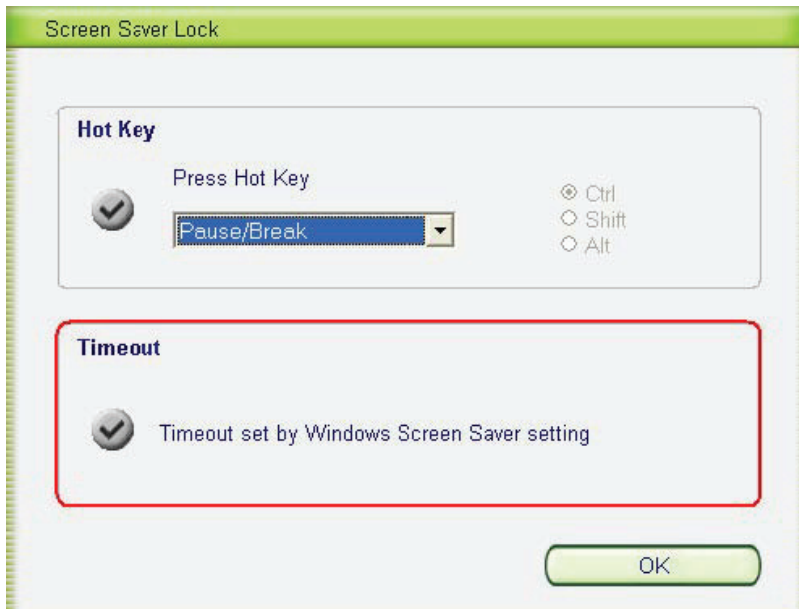 Screen Saver Lock
Hot Key
Press Hot Key
Pause/Break
Ctrl
Shift
Alt
Timeout
Timeout set by Windows Screen Saver setting
OK